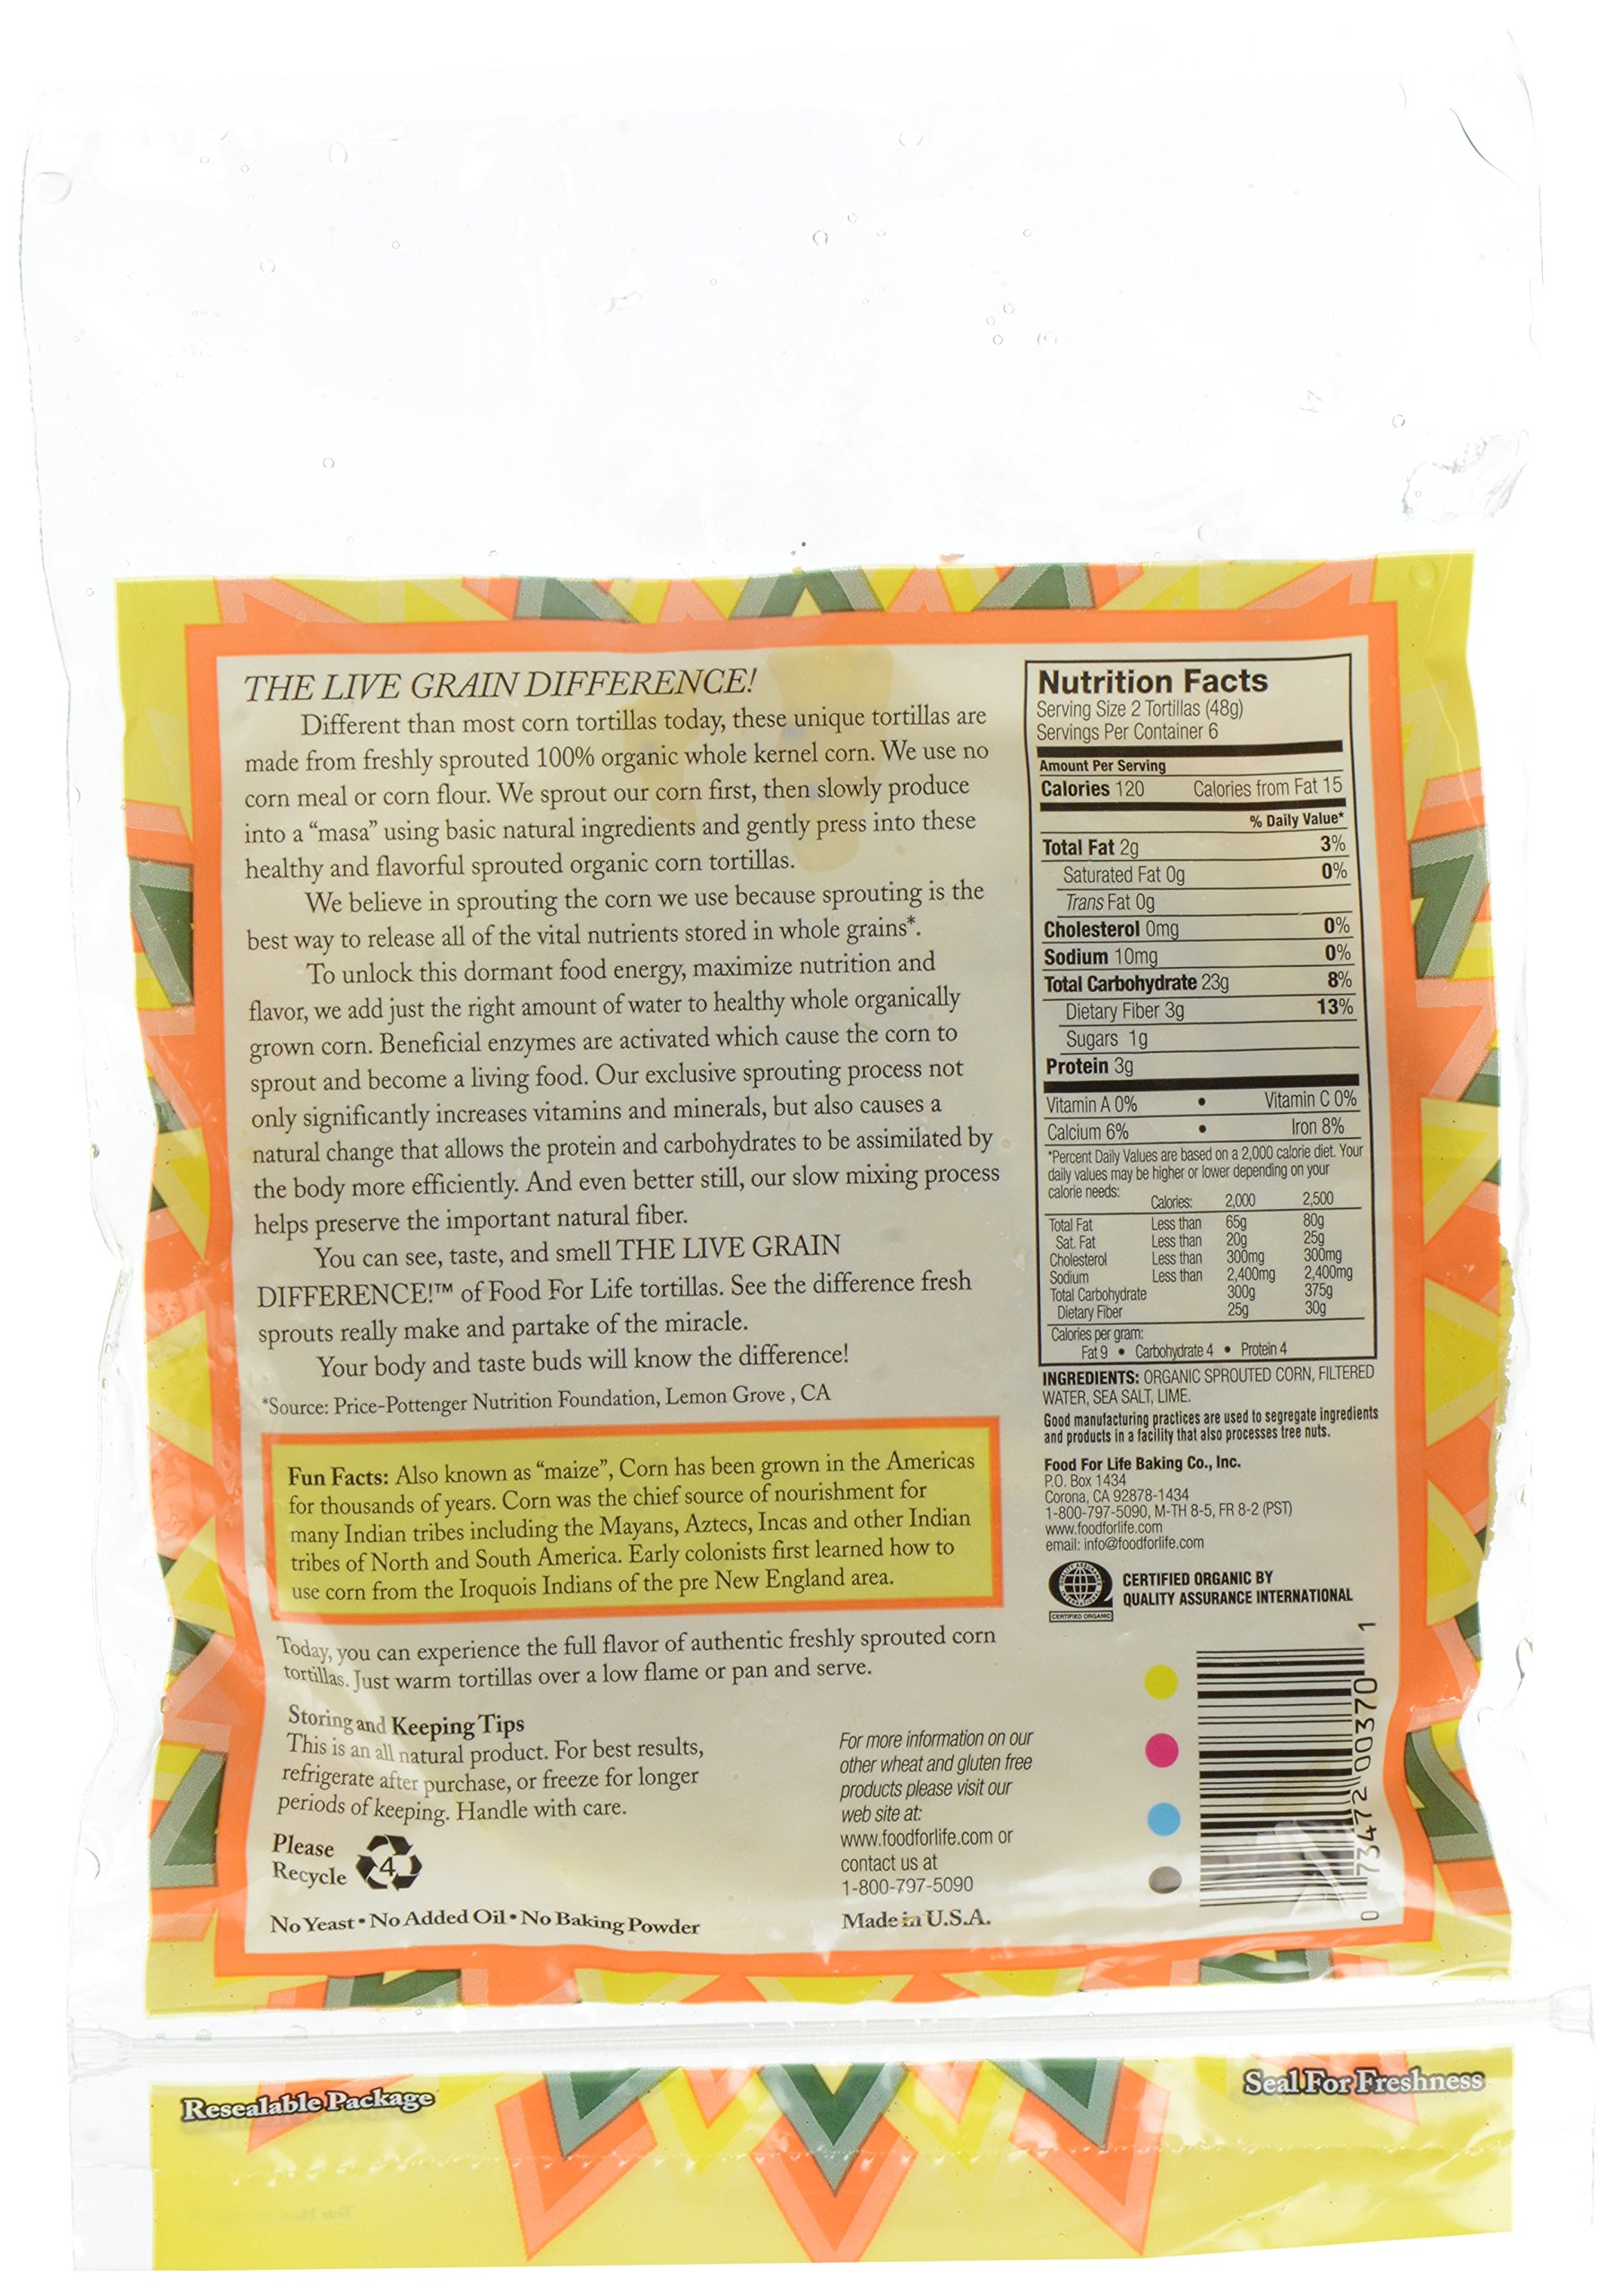 THE LIVE GRAIN DIFFERENCE!
Different than most corn tortillas today, these unique tortillas are
made from freshly sprouted 100% organic whole kernel corn. We use no
corn meal or corn flour. We sprout our corn first, then slowly produce
into a “masa” using basic natural ingredients and gently press into these
healthy and flavorful sprouted organic corn tortillas.
We believe in sprouting the corn we use because sprouting is the
best way to release all of the vital nutrients stored in whole grains*.
To unlock this dormant food energy, maximize nutrition and
flavor, we add just the right amount of water to healthy whole organically
grown corn. Beneficial enzymes are activated which cause the corn to
sprout and become a living food. Our exclusive sprouting process not
only significantly increases vitamins and minerals, but also causes a
natural change that allows the protein and carbohydrates to be assimilated by
the body more efficiently. And even better still, our slow mixing process
helps preserve the important natural fiber.
You can see, taste, and smell THE LIVE GRAIN
DIFFERENCE!™ of Food For Life tortillas. See the difference fresh
sprouts really make and partake of the miracle.
Your body and taste buds will know the difference!
*Source: Price-Pottenger Nutrition Foundation, Lemon Grove , CA
Fun Facts: Also known as “maize”, Corn has been grown in the Americas
for thousands of years. Corn was the chief source of nourishment for
many Indian tribes including the Mayans, Aztecs, Incas and other Indian
tribes of North and South America. Early colonists first learned how to
use corn from the Iroquois Indians of the pre New England area.
Today, you can experience the full flavor of authentic freshly sprouted corn
tortillas. Just warm tortillas over a low flame or pan and serve.
Storing and Keeping Tips
This is an all natural product. For best results,
refrigerate after purchase, or freeze for longer
periods of keeping. Handle with care.
Please
Recycle
4
No Yeast • No Added Oil • No Baking Powder
For more information on our
other wheat and gluten free
products please visit our
web site at:
www.foodforlife.com or
contact us at
1-800-797-5090
Made in U.S.A.
Nutrition Facts
Serving Size 2 Tortillas (48g)
Servings Per Container 6
Amount Per Serving
Calories 120 Calories from Fat 15
% Daily Value*
Total Fat 2g 3%
Saturated Fat 0g 0%
Trans Fat 0g
Cholesterol 0mg 0%
Sodium 10mg 0%
Total Carbohydrate 23g 8%
Dietary Fiber 3g 13%
Sugars 1g
Protein 3g
Vitamin A 0% • Vitamin C 0%
Calcium 6% • Iron 8%
*Percent Daily Values are based on a 2,000 calorie diet. Your
daily values may be higher or lower depending on your
calorie needs:
Calories: 2,000 2,500
Total Fat Less than 65g 80g
Sat. Fat Less than 20g 25g
Cholesterol Less than 300mg 300mg
Sodium Less than 2,400mg 2,400mg
Total Carbohydrate 300g 375g
Dietary Fiber 25g 30g
Calories per gram:
Fat 9 • Carbohydrate 4 • Protein 4
INGREDIENTS: ORGANIC SPROUTED CORN, FILTERED
WATER, SEA SALT, LIME.
Good manufacturing practices are used to segregate ingredients
and products in a facility that also processes tree nuts.
Food For Life Baking Co., Inc.
P.O. Box 1434
Corona, CA 92878-1434
1-800-797-5090, M-TH 8-5, FR 8-2 (PST)
www.foodforlife.com
email: info@foodforlife.com
CERTIFIED ORGANIC
CERTIFIED ORGANIC BY
QUALITY ASSURANCE INTERNATIONAL
0 73472 00370 1
Resealable Package
Seal For Freshness